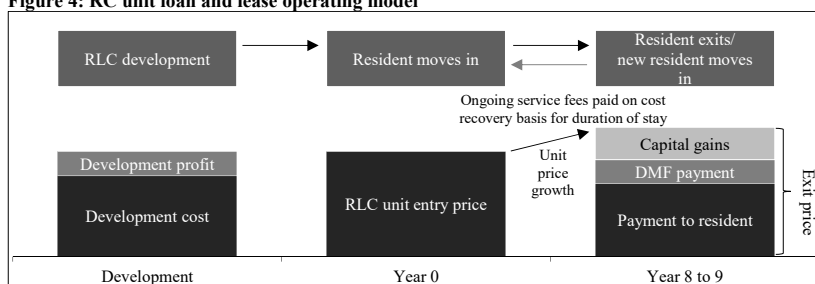 Figure 4: RC unit loan and lease operating model
RLC development
Resident moves in
Resident exits/
new resident moves
in
Ongoing service fees paid on cost
recovery basis for duration of stay
Development profit
Development cost
RLC unit entry price
Unit
price
growth
Capital gains
DMF payment
Payment to resident
Exit price
Development
Year 0
Year 8 to 9